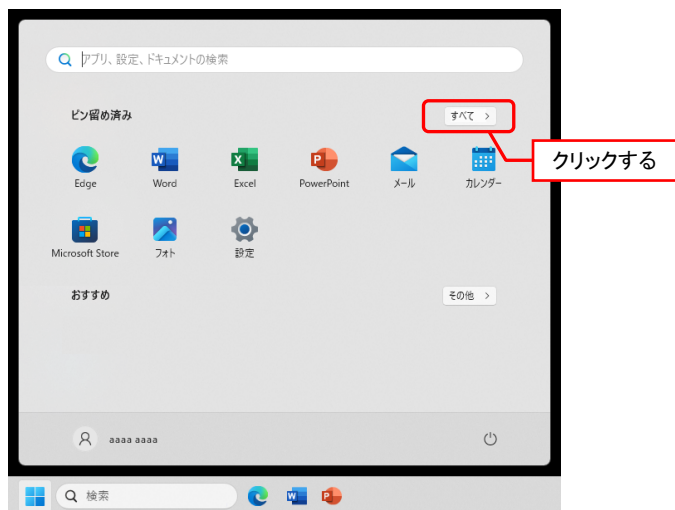 アプリ、設定、ドキュメントの検索
ピン留め済み
すべて >
クリックする
Edge
Word
Excel
PowerPoint
メール
カレンダー
Microsoft Store
フォト
設定
おすすめ
その他 >
aaaa aaaa
検索